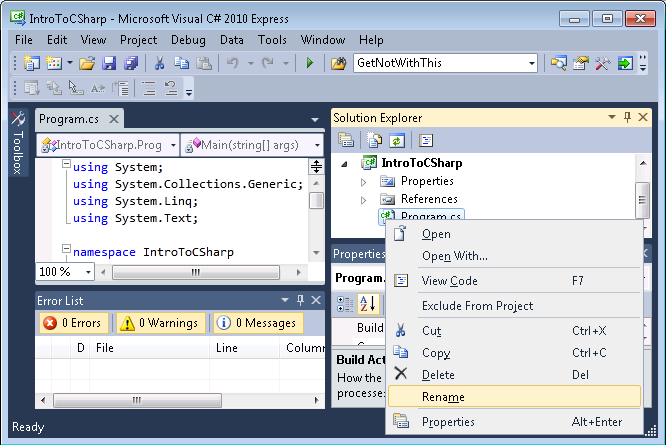 IntroToCSharp - Microsoft Visual C# 2010 Express
File Edit View Project Debug Data Tools Window Help
GetNotWithThis
Toolbox
Program.cs
IntroToCSharp.Prog
Main(string[] args)
using System;
using System.Collections.Generic;
using System.Linq;
using System.Text;
namespace IntroToCSharp
100 %
Error List
0 Errors
0 Warnings
0 Messages
D File Line Column
Solution Explorer
C# IntroToCSharp
Properties
References
C# Program.cs
Properties
Program.
A Z
Build
Build Act
How the
processes
Open
Open With...
View Code F7
Exclude From Project
Cut Ctrl+X
Copy Ctrl+C
Delete Del
Rename
Properties Alt+Enter
Ready